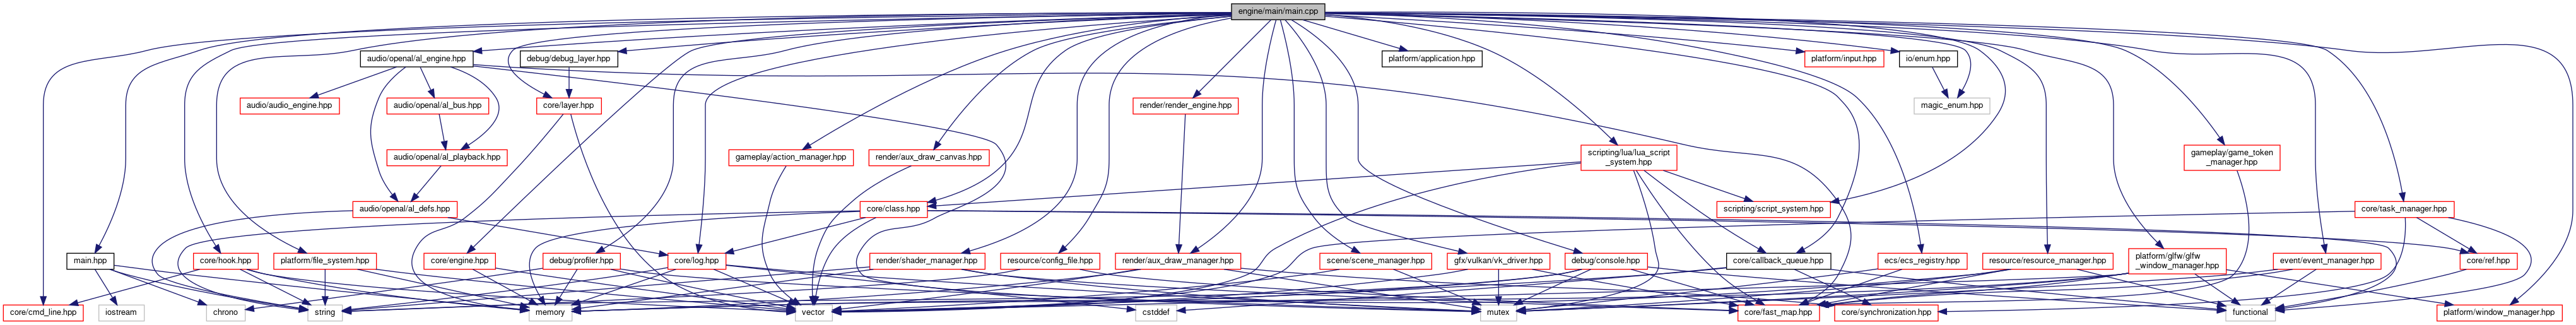 engine/main/main.cpp
audio/openal/al_engine.hpp
debug/debug_layer.hpp
platform/application.hpp
platform/input.hpp
io/enum.hpp
audio/audio_engine.hpp
audio/openal/al_bus.hpp
core/layer.hpp
render/render_engine.hpp
magic_enum.hpp
audio/openal/al_playback.hpp
gameplay/action_manager.hpp
render/aux_draw_canvas.hpp
scripting/lua/lua_script
_system.hpp
gameplay/game_token
_manager.hpp
audio/openal/al_defs.hpp
core/class.hpp
scripting/script_system.hpp
core/task_manager.hpp
main.hpp
core/hook.hpp
platform/file_system.hpp
core/engine.hpp
debug/profiler.hpp
core/log.hpp
render/shader_manager.hpp
resource/config_file.hpp
render/aux_draw_manager.hpp
scene/scene_manager.hpp
gfx/vulkan/vk_driver.hpp
debug/console.hpp
core/callback_queue.hpp
ecs/ecs_registry.hpp
resource/resource_manager.hpp
platform/glfw/glfw
_window_manager.hpp
event/event_manager.hpp
core/ref.hpp
core/cmd_line.hpp
iostream
chrono
string
memory
vector
cstddef
mutex
core/fast_map.hpp
core/synchronization.hpp
functional
platform/window_manager.hpp